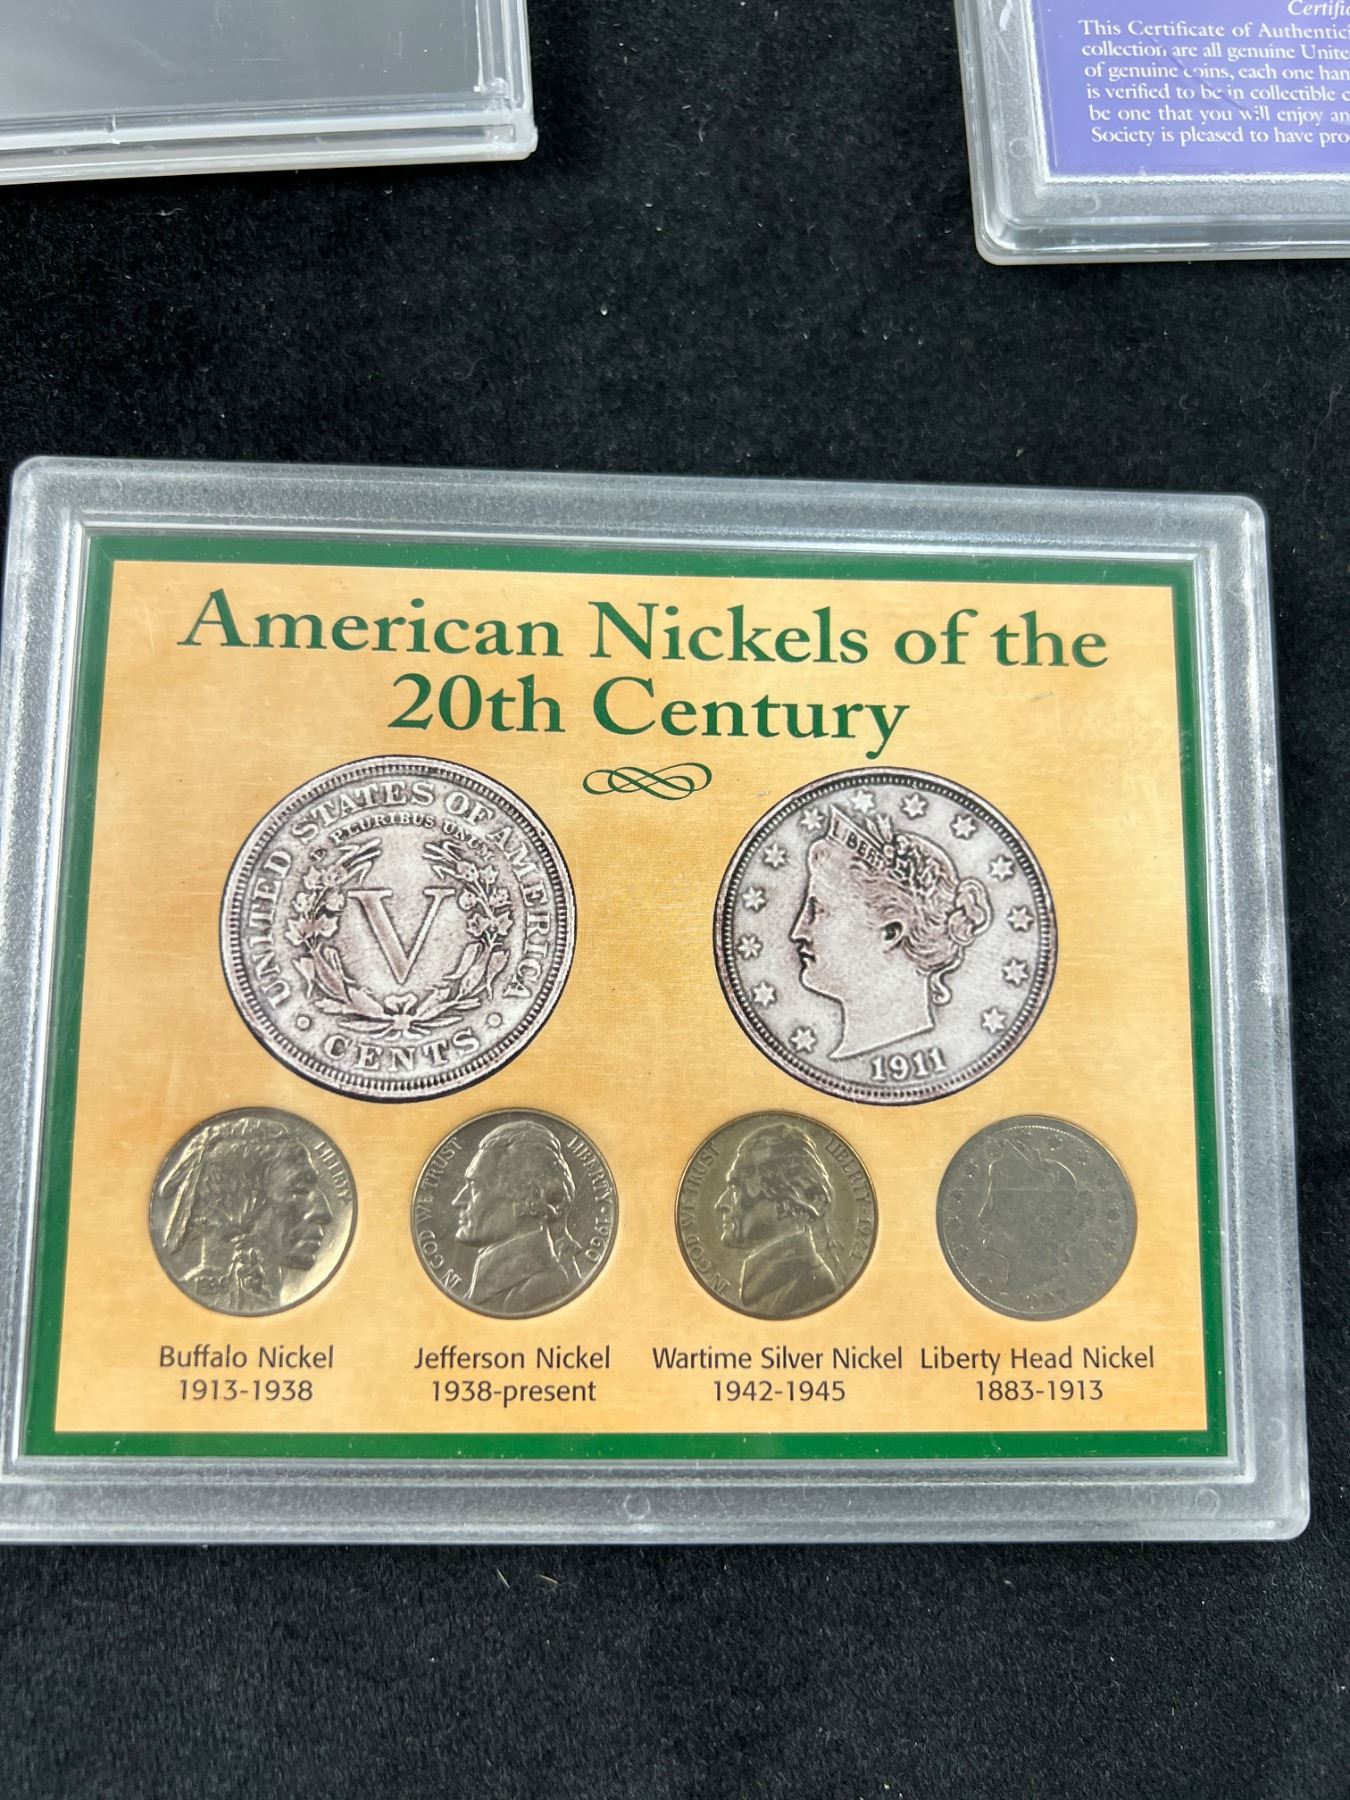 Certific
This Certificate of Authentici
collection are all genuine Unite
of genuine coins, each one han
is verified to be in collectible c
be one that you will enjoy an
Society is pleased to have pro
American Nickels of the
20th Century
UNITED STATES OF AMERICA
E PLURIBUS UNUM
V
CENTS
LIBERTY
1911
LIBERTY
IN GOD WE TRUST
LIBERTY · 1960
IN GOD WE TRUST
LIBERTY · 1944
Buffalo Nickel
1913-1938
Jefferson Nickel
1938-present
Wartime Silver Nickel
1942-1945
Liberty Head Nickel
1883-1913